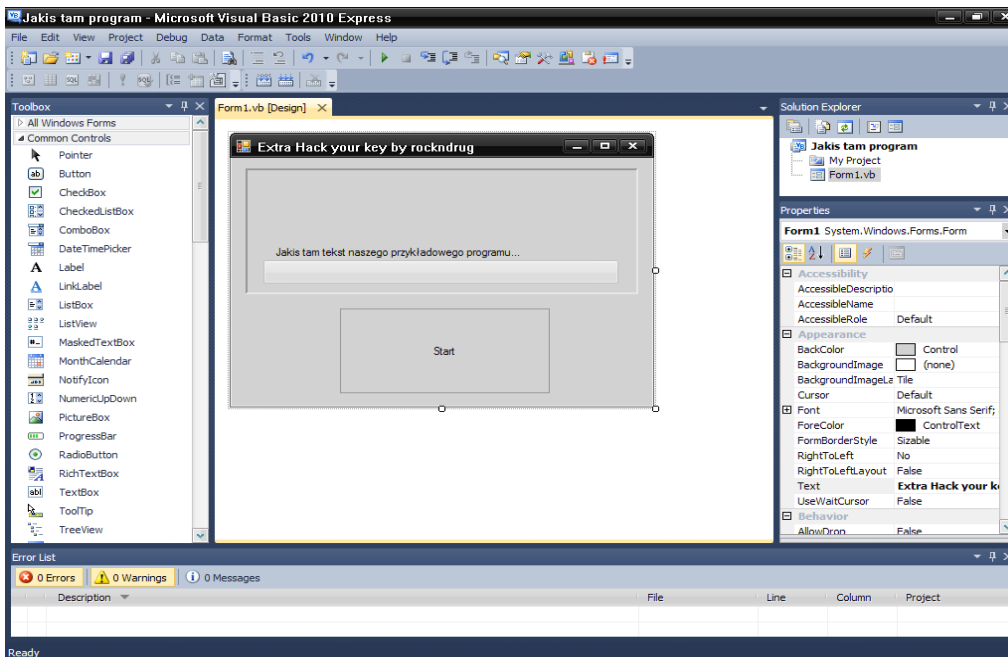 Jakis tam program - Microsoft Visual Basic 2010 Express
File Edit View Project Debug Data Format Tools Window Help
Toolbox
All Windows Forms
Common Controls
Pointer
Button
CheckBox
CheckedListBox
ComboBox
DateTimePicker
Label
LinkLabel
ListBox
ListView
MaskedTextBox
MonthCalendar
NotifyIcon
NumericUpDown
PictureBox
ProgressBar
RadioButton
RichTextBox
TextBox
ToolTip
TreeView
Form1.vb [Design]
Extra Hack your key by rockndrug
Jakis tam tekst naszego przykładowego programu...
Start
Solution Explorer
Jakis tam program
My Project
Form1.vb
Properties
Form1 System.Windows.Forms.Form
Accessibility
AccessibleDescriptio
AccessibleName
AccessibleRole Default
Appearance
BackColor Control
BackgroundImage (none)
BackgroundImageLa Tile
Cursor Default
Font Microsoft Sans Serif;
ForeColor ControlText
FormBorderStyle Sizable
RightToLeft No
RightToLeftLayout False
Text Extra Hack your k
UseWaitCursor False
Behavior
AllowDrop False
Error List
0 Errors 0 Warnings 0 Messages
Description File Line Column Project
Ready